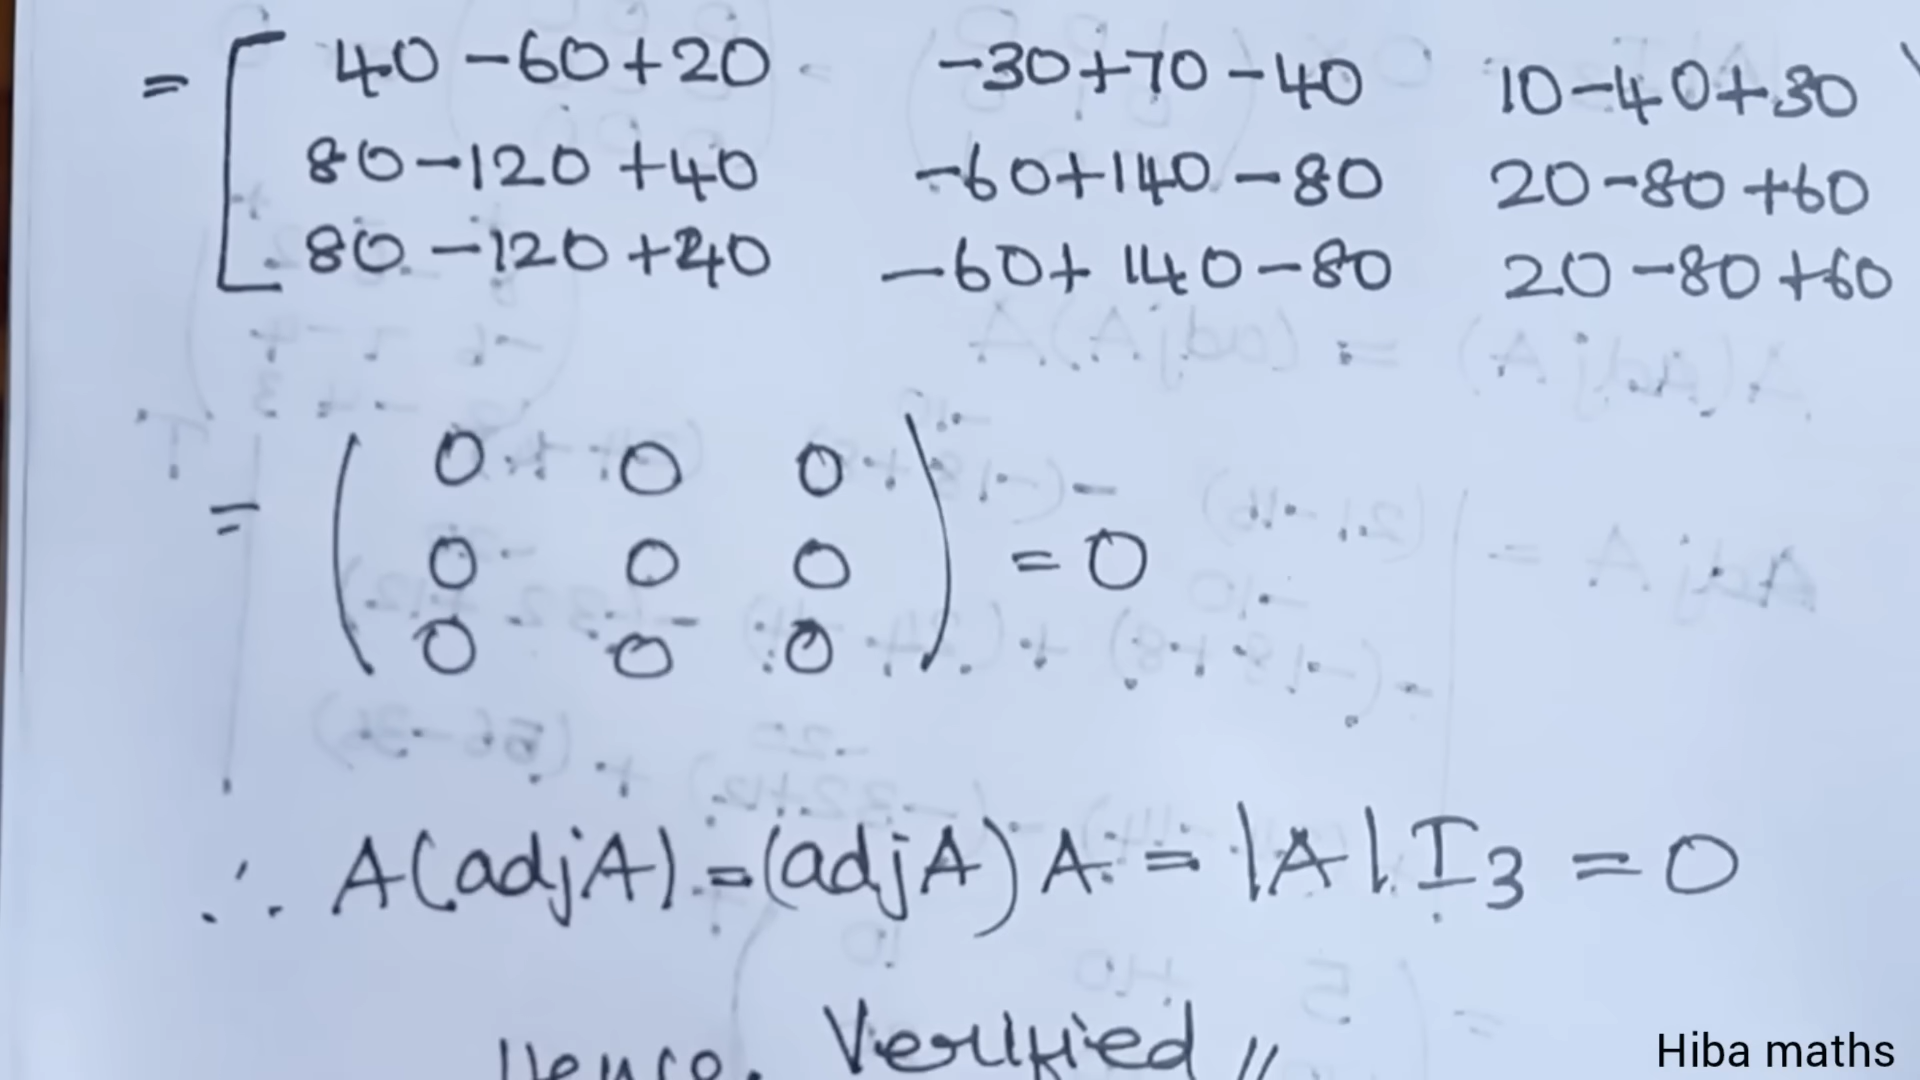 = [ 40-60+20 -30+70-40 10-40+30
80-120+40 -60+140-80 20-80+60
80-120+40 -60+140-80 20-80+60
= ( 0 0 0
0 0 0 ) = 0
0 0 0
∴ A(adjA) = (adjA) A = |A| I3 = 0
Hence Verified //
Hiba maths